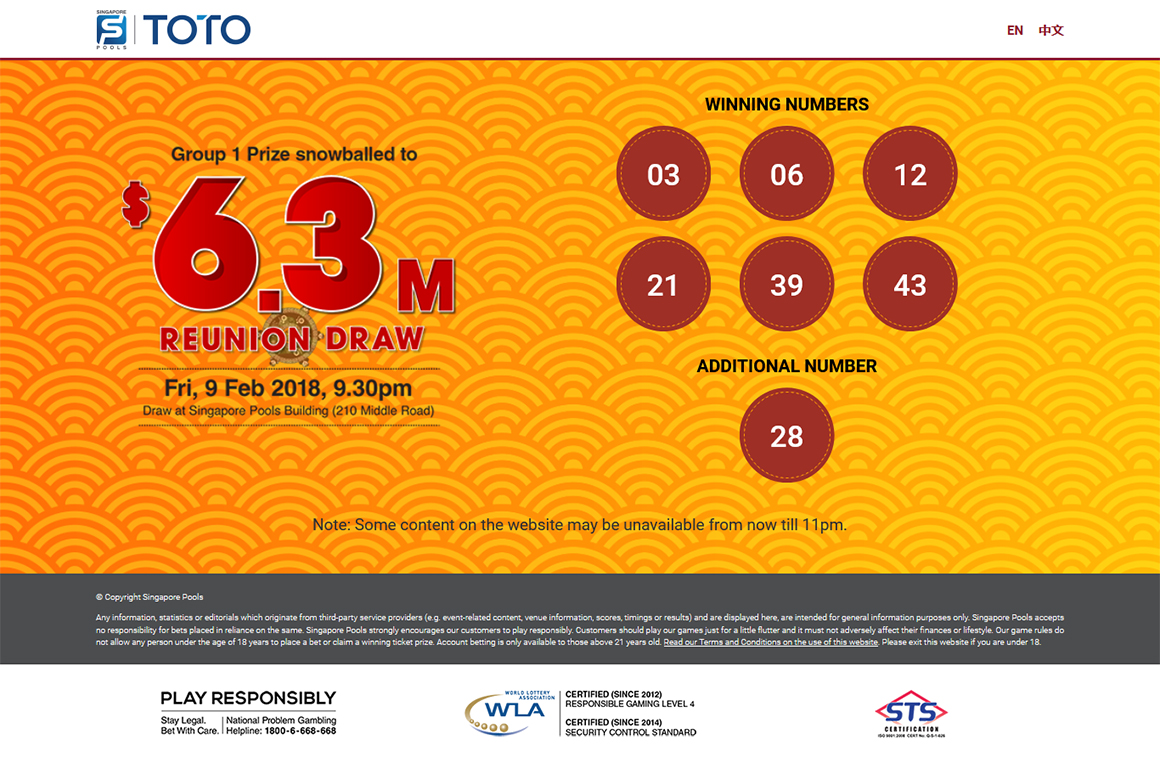 SINGAPORE
POOLS
TOTO
EN 中文
Group 1 Prize snowballed to
$6.3M
REUNION DRAW
Fri, 9 Feb 2018, 9.30pm
Draw at Singapore Pools Building (210 Middle Road)
WINNING NUMBERS
03 06 12
21 39 43
ADDITIONAL NUMBER
28
Note: Some content on the website may be unavailable from now till 11pm.
© Copyright Singapore Pools
Any information, statistics or editorials which originate from third-party service providers (e.g. event-related content, venue information, scores, timings or results) and are displayed here, are intended for general information purposes only. Singapore Pools accepts
no responsibility for bets placed in reliance on the same. Singapore Pools strongly encourages our customers to play responsibly. Customers should play our games just for a little flutter and it must not adversely affect their finances or lifestyle. Our game rules do
not allow any person under the age of 18 years to place a bet or claim a winning ticket prize. Account betting is only available to those above 21 years old. Read our Terms and Conditions on the use of this website. Please exit this website if you are under 18.
PLAY RESPONSIBLY
Stay Legal.
Bet With Care.
National Problem Gambling
Helpline: 1800-6-668-668
WORLD LOTTERY
ASSOCIATION
WLA
CERTIFIED (SINCE 2012)
RESPONSIBLE GAMING LEVEL 4
CERTIFIED (SINCE 2014)
SECURITY CONTROL STANDARD
STS
CERTIFICATION